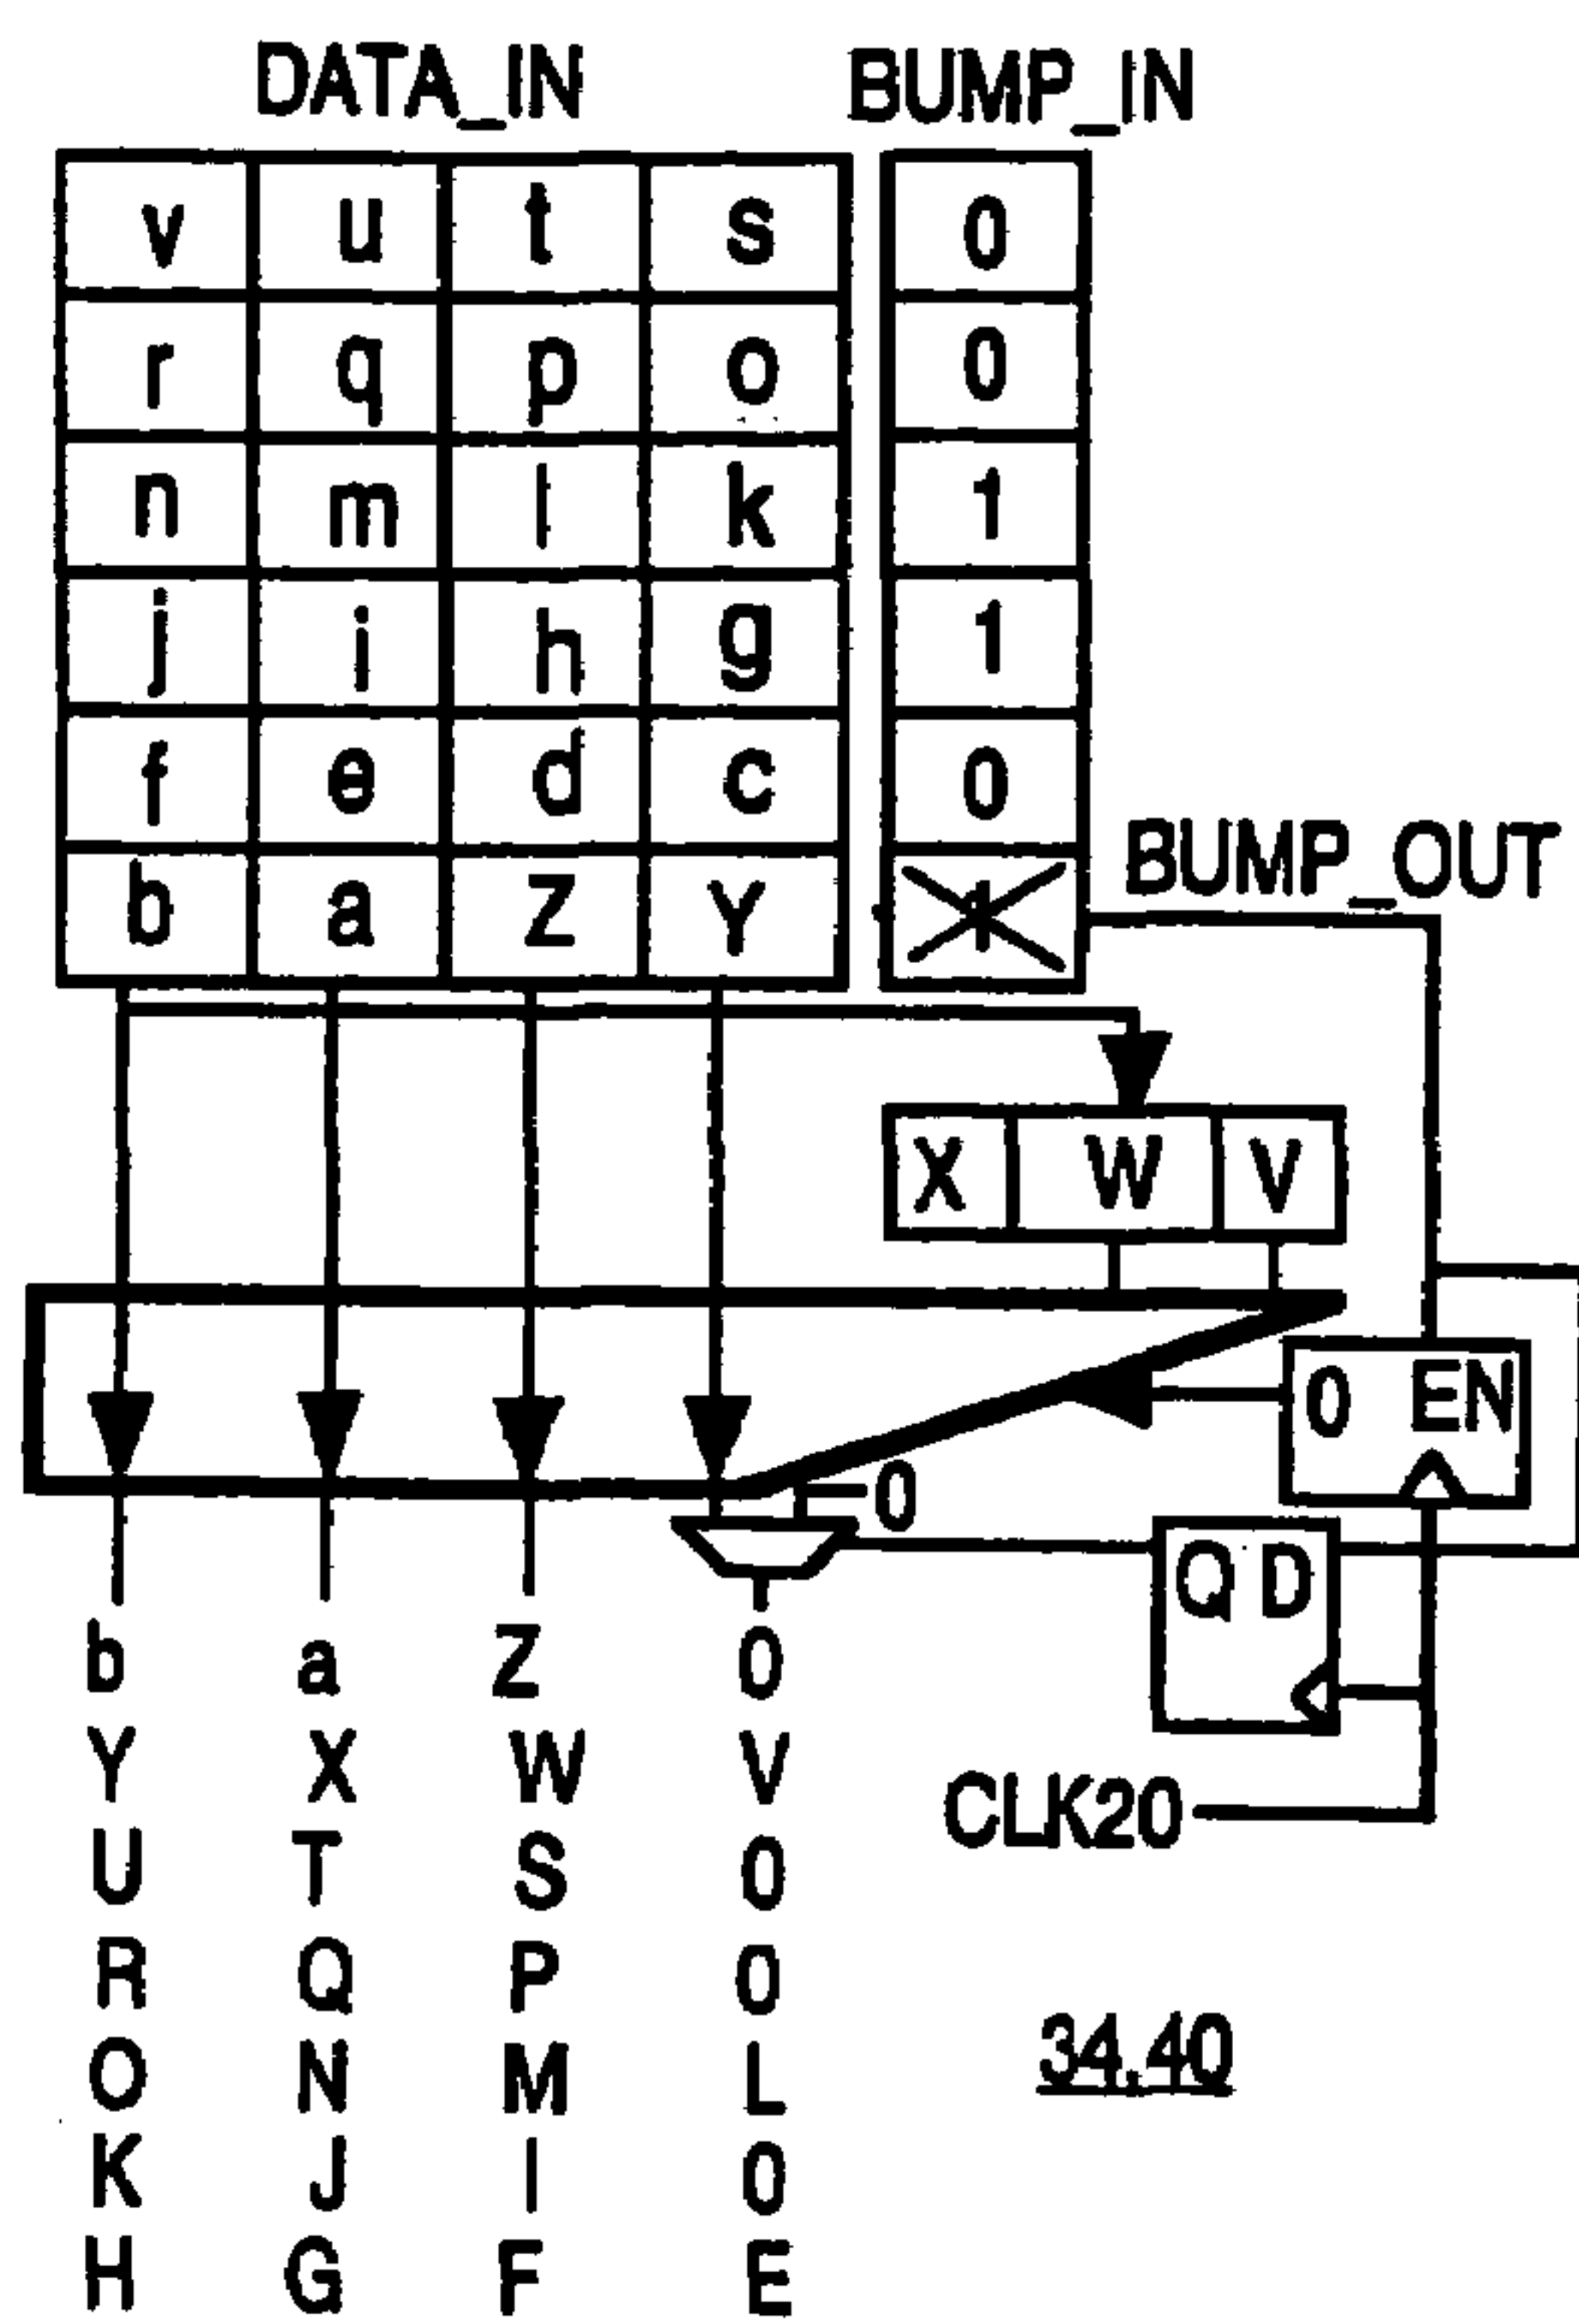 DATA_IN BUMP_IN
v u t s 0
r q p o 0
n m l k 1
j i h g 1
f e d c 0
b a Z Y
BUMP_OUT
X W V
0 EN
0
Q D
b a Z 0
Y X W V
CLK20
U T S 0
R Q P 0
O N M L
34.40
K J I 0
H G F E